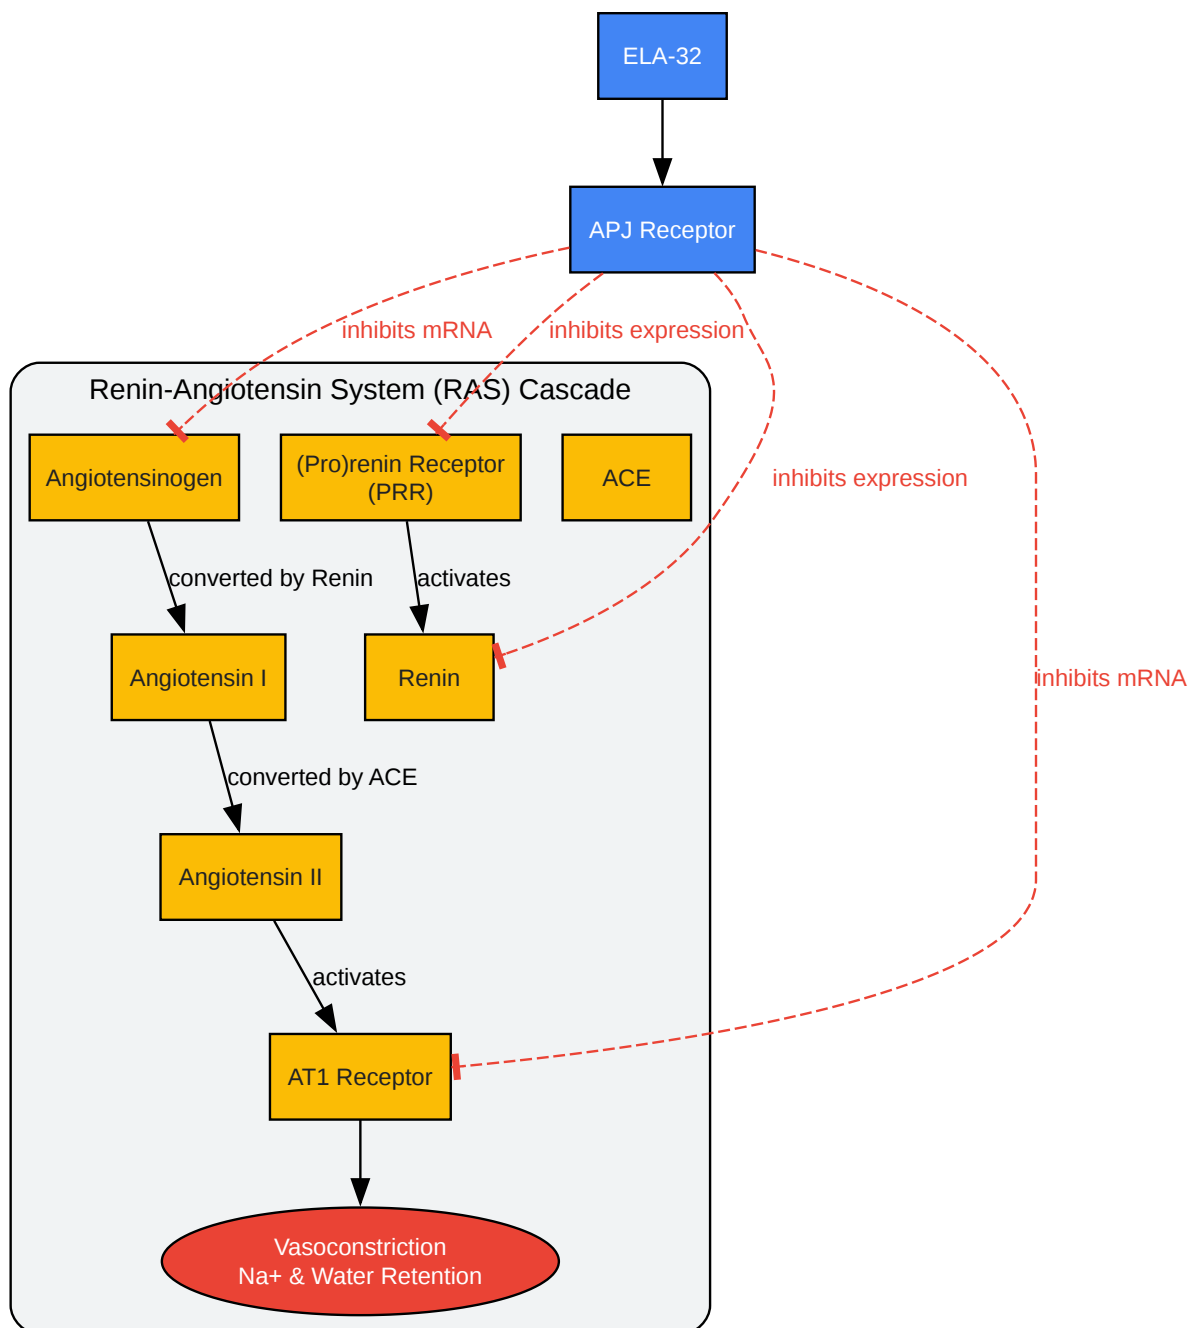 ELA-32
APJ Receptor
inhibits mRNA
inhibits expression
Renin-Angiotensin System (RAS) Cascade
Angiotensinogen
(Pro)renin Receptor
(PRR)
ACE
inhibits expression
converted by Renin
activates
Angiotensin I
Renin
inhibits mRNA
converted by ACE
Angiotensin II
activates
AT1 Receptor
Vasoconstriction
Na+ & Water Retention